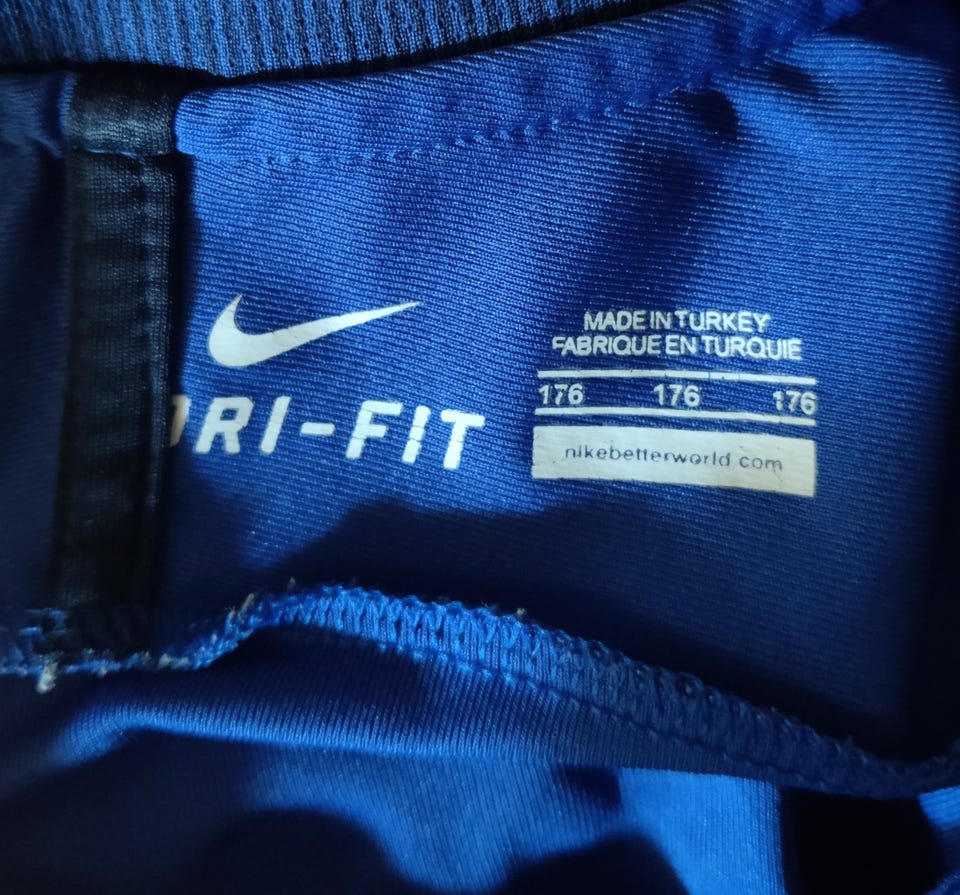 DRI-FIT
MADE IN TURKEY
FABRIQUE EN TURQUIE
176 176 176
nikebetterworld com